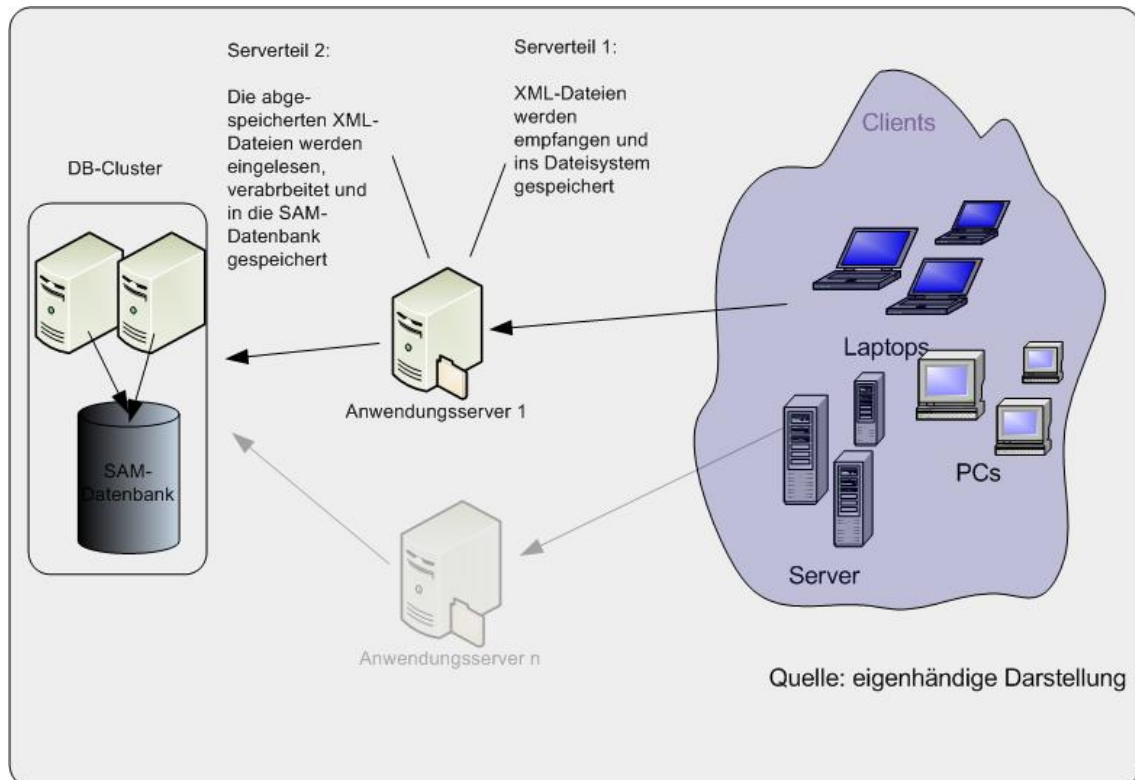 Serverteil 2:
Die abge-
speicherten XML-
Dateien werden
eingelesen,
verabrbeitet und
in die SAM-
Datenbank
gespeichert
Serverteil 1:
XML-Dateien
werden
empfangen und
ins Dateisystem
gespeichert
Clients
DB-Cluster
Laptops
Anwendungsserver 1
SAM-
Datenbank
PCs
Server
Anwendungsserver n
Quelle: eigenhändige Darstellung